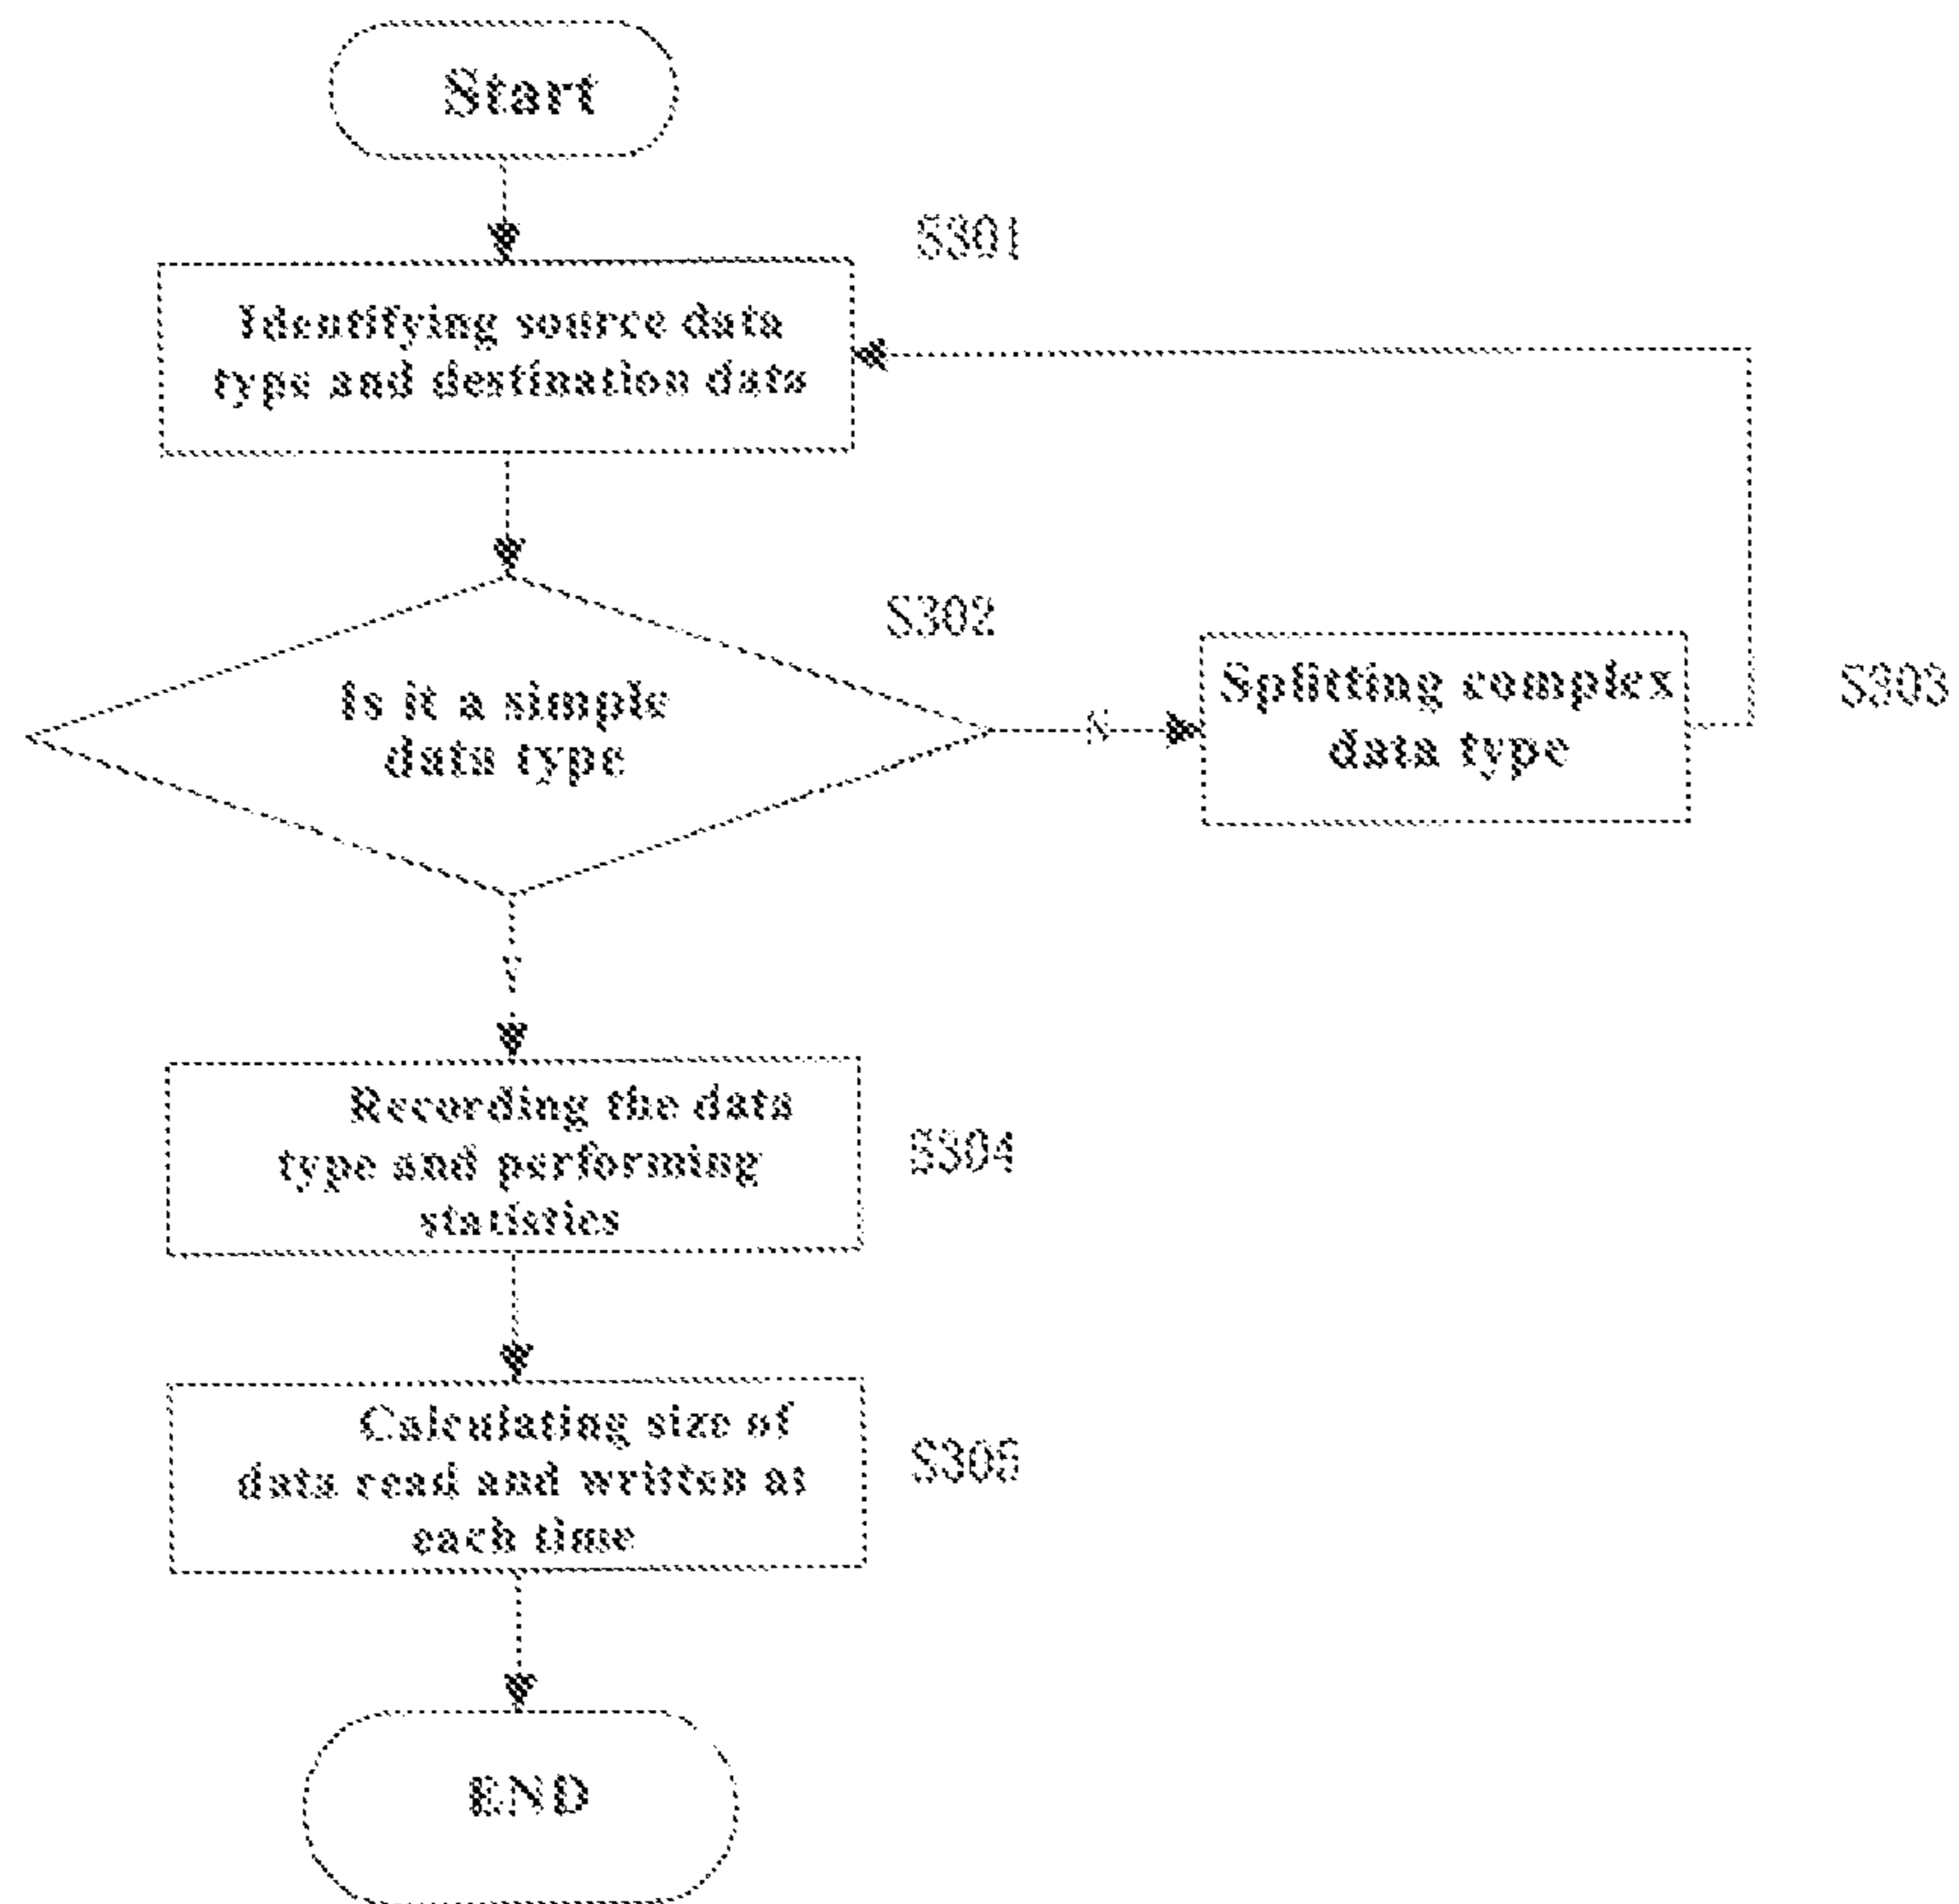 Start
S301
Identifying source data
type and destination data
S302
Is it a simple
data type
N
Splitting complex
data type
S303
Y
Recording the data
type and performing
statistics
S304
Calculating size of
data read and written at
each time
S305
END